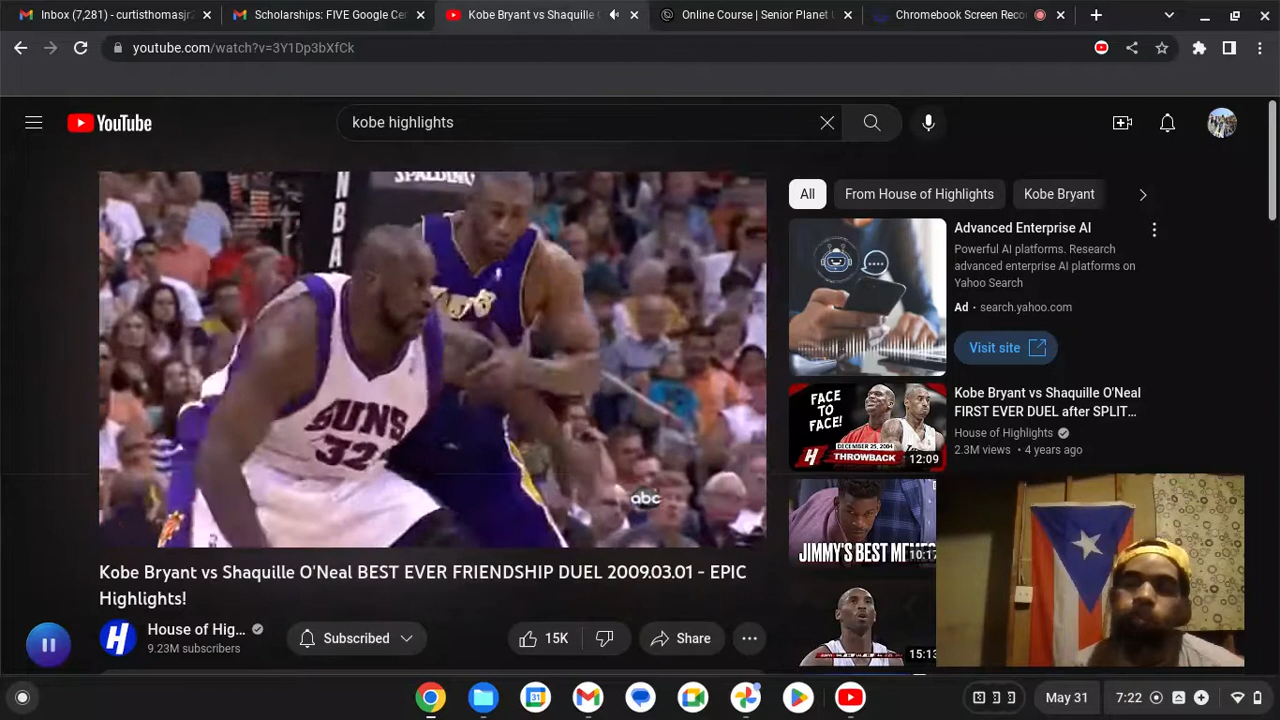 Inbox (7,281) - curtisthomasjr2
Scholarships: FIVE Google Cer
Kobe Bryant vs Shaquille O
Online Course | Senior Planet
Chromebook Screen Recor
youtube.com/watch?v=3Y1Dp3bXfCk
YouTube
kobe highlights
SPALDING
NBA
SUNS
32
abc
Kobe Bryant vs Shaquille O'Neal BEST EVER FRIENDSHIP DUEL 2009.03.01 - EPIC
Highlights!
House of Hig...
9.23M subscribers
Subscribed
15K
Share
All
From House of Highlights
Kobe Bryant
Advanced Enterprise AI
Powerful AI platforms. Research
advanced enterprise AI platforms on
Yahoo Search
Ad · search.yahoo.com
Visit site
FACE
TO
FACE!
DECEMBER 25, 2004
THROWBACK
12:09
Kobe Bryant vs Shaquille O'Neal
FIRST EVER DUEL after SPLIT...
House of Highlights
2.3M views · 4 years ago
JIMMY'S BEST
10:17
15:13
May 31
7:22